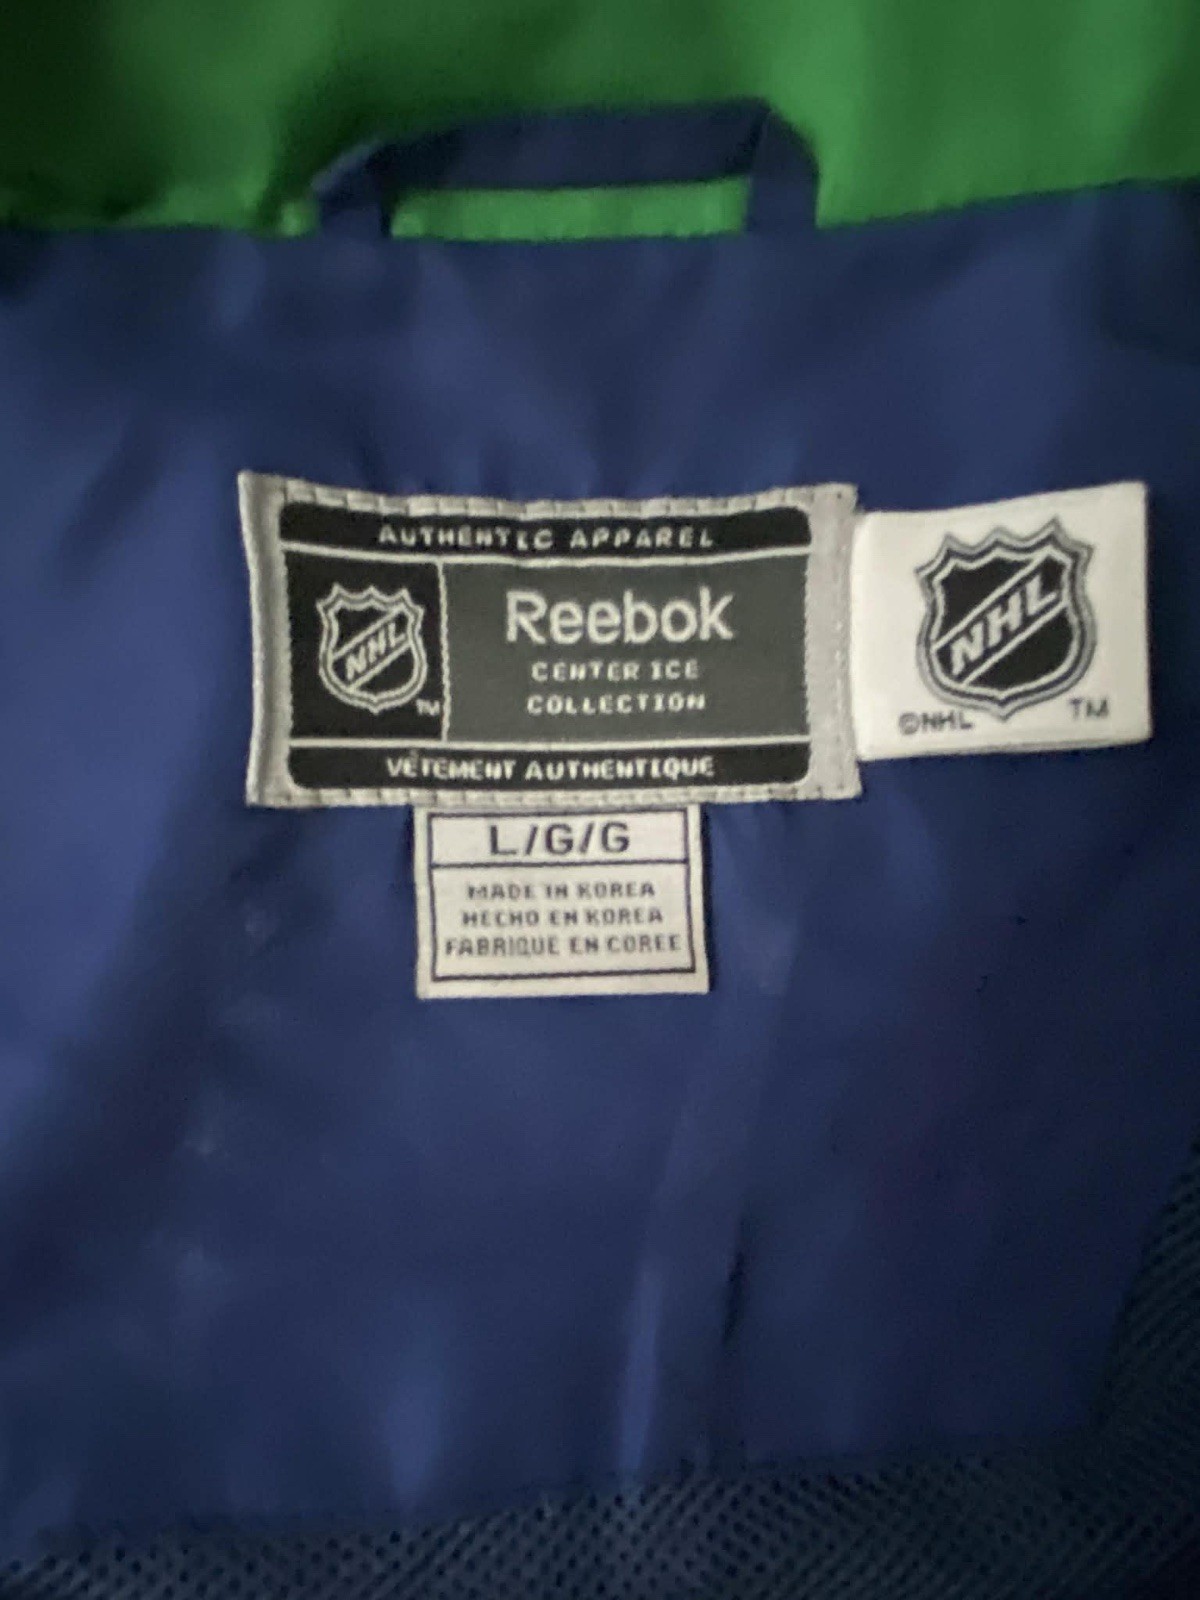 AUTHENTIC APPAREL
NHL
TM
Reebok
CENTER ICE
COLLECTION
VÊTEMENT AUTHENTIQUE
NHL
©NHL TM
L/G/G
MADE IN KOREA
HECHO EN KOREA
FABRIQUE EN COREE